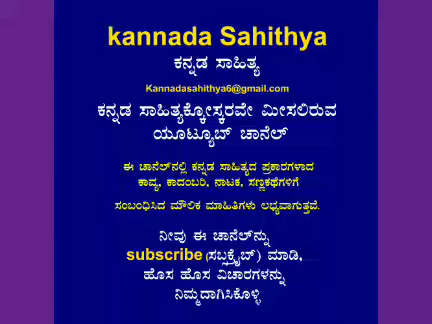 kannada Sahithya
ಕನ್ನಡ ಸಾಹಿತ್ಯ
Kannadasahithya6@gmail.com
ಕನ್ನಡ ಸಾಹಿತ್ಯಕ್ಕೋಸ್ಕರವೇ ಮೀಸಲಿರುವ
ಯೂಟ್ಯೂಬ್ ಚಾನೆಲ್
ಈ ಚಾನೆಲ್‌ನಲ್ಲಿ ಕನ್ನಡ ಸಾಹಿತ್ಯದ ಪ್ರಕಾರಗಳಾದ
ಕಾವ್ಯ, ಕಾದಂಬರಿ, ನಾಟಕ, ಸಣ್ಣಕಥೆಗಳಿಗೆ
ಸಂಬಂಧಿಸಿದ ಮೌಲಿಕ ಮಾಹಿತಿಗಳು ಲಭ್ಯವಾಗುತ್ತವೆ.
ನೀವು ಈ ಚಾನೆಲ್‌ನ್ನು
subscribe (ಸಬ್ಸಕ್ರೈಬ್) ಮಾಡಿ,
ಹೊಸ ಹೊಸ ವಿಚಾರಗಳನ್ನು
ನಿಮ್ಮದಾಗಿಸಿಕೊಳ್ಳಿ